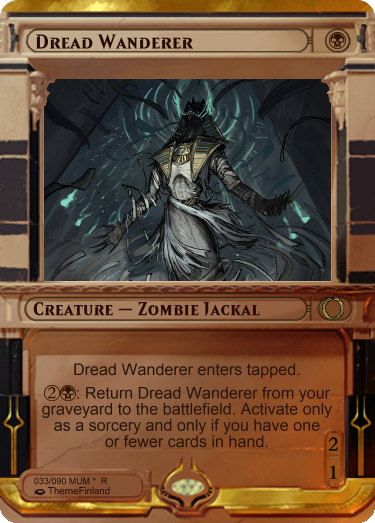 Dread Wanderer
Creature — Zombie Jackal
Dread Wanderer enters tapped.
②: Return Dread Wanderer from your
graveyard to the battlefield. Activate only
as a sorcery and only if you have one
or fewer cards in hand.
2
1
033/090 MUM * R
ThemeFinland